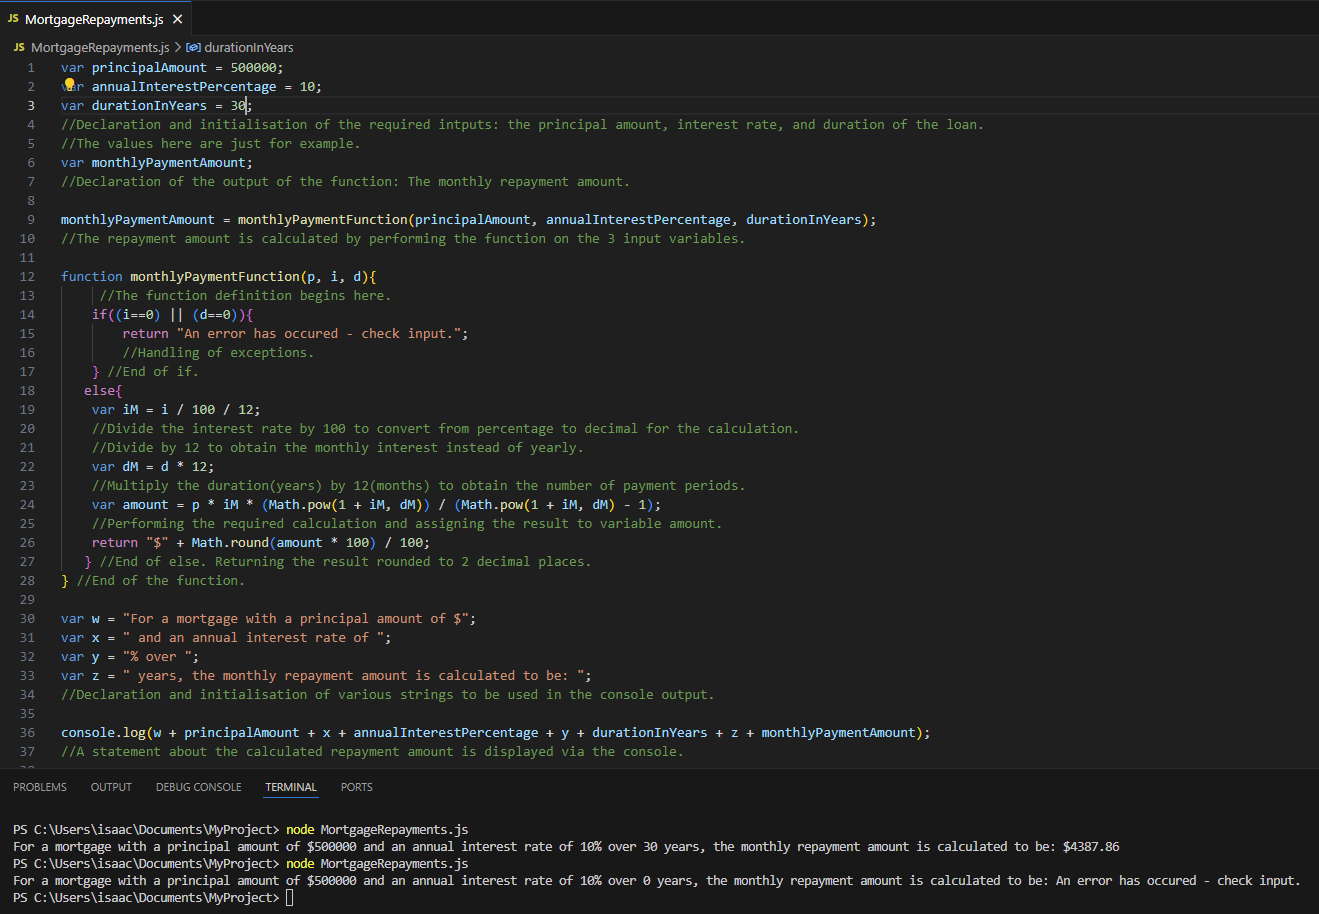 JS MortgageRepayments.js ×
JS MortgageRepayments.js > durationInYears
1 var principalAmount = 500000;
2 var annualInterestPercentage = 10;
3 var durationInYears = 30;
4 //Declaration and initialisation of the required intputs: the principal amount, interest rate, and duration of the loan.
5 //The values here are just for example.
6 var monthlyPaymentAmount;
7 //Declaration of the output of the function: The monthly repayment amount.
8
9 monthlyPaymentAmount = monthlyPaymentFunction(principalAmount, annualInterestPercentage, durationInYears);
10 //The repayment amount is calculated by performing the function on the 3 input variables.
11
12 function monthlyPaymentFunction(p, i, d){
13 //The function definition begins here.
14 if((i==0) || (d==0)){
15 return "An error has occured - check input.";
16 //Handling of exceptions.
17 } //End of if.
18 else{
19 var iM = i / 100 / 12;
20 //Divide the interest rate by 100 to convert from percentage to decimal for the calculation.
21 //Divide by 12 to obtain the monthly interest instead of yearly.
22 var dM = d * 12;
23 //Multiply the duration(years) by 12(months) to obtain the number of payment periods.
24 var amount = p * iM * (Math.pow(1 + iM, dM)) / (Math.pow(1 + iM, dM) - 1);
25 //Performing the required calculation and assigning the result to variable amount.
26 return "$" + Math.round(amount * 100) / 100;
27 } //End of else. Returning the result rounded to 2 decimal places.
28 } //End of the function.
29
30 var w = "For a mortgage with a principal amount of $";
31 var x = " and an annual interest rate of ";
32 var y = "% over ";
33 var z = " years, the monthly repayment amount is calculated to be: ";
34 //Declaration and initialisation of various strings to be used in the console output.
35
36 console.log(w + principalAmount + x + annualInterestPercentage + y + durationInYears + z + monthlyPaymentAmount);
37 //A statement about the calculated repayment amount is displayed via the console.
PROBLEMS OUTPUT DEBUG CONSOLE TERMINAL PORTS
PS C:\Users\isaac\Documents\MyProject> node MortgageRepayments.js
For a mortgage with a principal amount of $500000 and an annual interest rate of 10% over 30 years, the monthly repayment amount is calculated to be: $4387.86
PS C:\Users\isaac\Documents\MyProject> node MortgageRepayments.js
For a mortgage with a principal amount of $500000 and an annual interest rate of 10% over 0 years, the monthly repayment amount is calculated to be: An error has occured - check input.
PS C:\Users\isaac\Documents\MyProject>